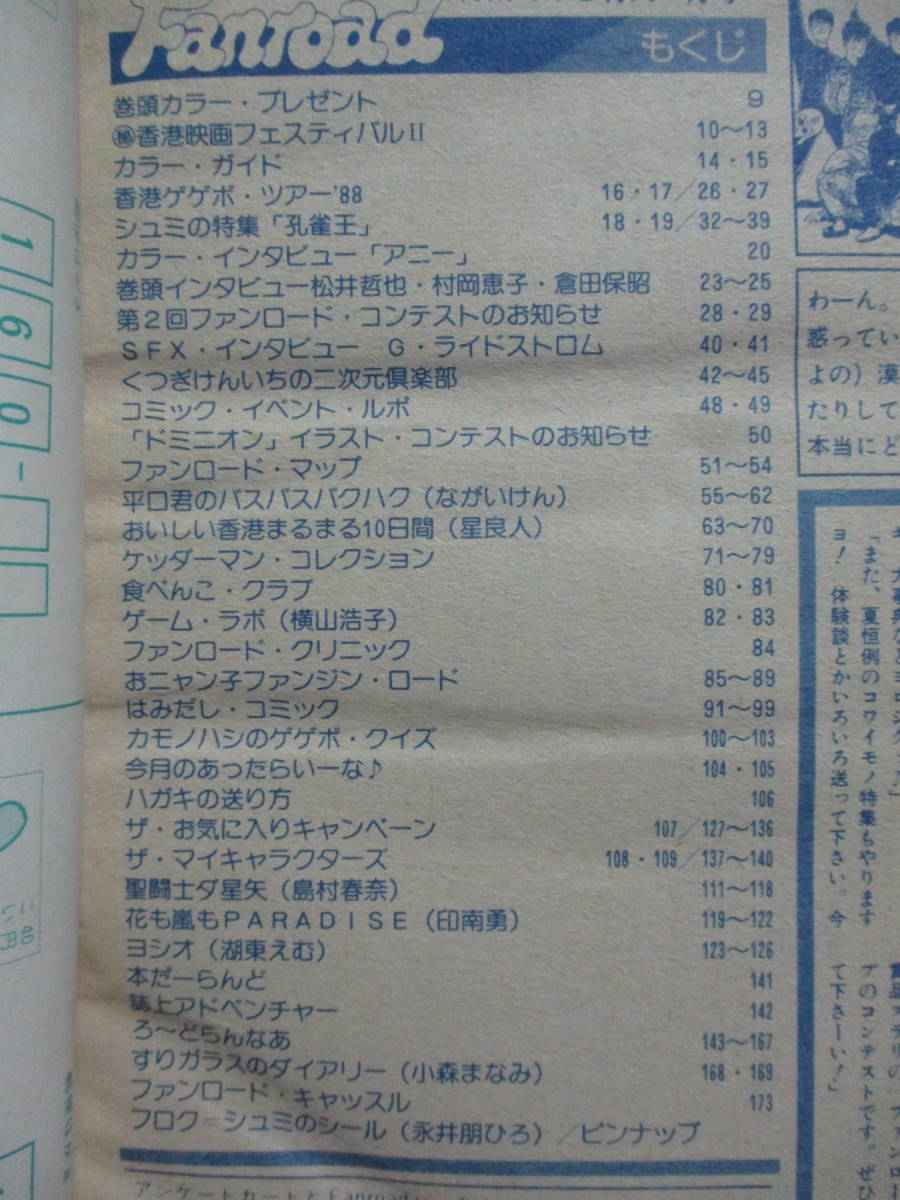 Fanroad
もくじ
巻頭カラー・プレゼント 9
㊙香港映画フェスティバルII 10〜13
カラー・ガイド 14・15
香港ゲゲボ・ツアー'88 16・17／26・27
シュミの特集「孔雀王」 18・19／32〜39
カラー・インタビュー「アニー」 20
巻頭インタビュー松井哲也・村岡恵子・倉田保昭 23〜25
第2回ファンロード・コンテストのお知らせ 28・29
SFX・インタビュー G・ライドストロム 40・41
くつぎけんいちの二次元倶楽部 42〜45
コミック・イベント・ルポ 48・49
「ドミニオン」イラスト・コンテストのお知らせ 50
ファンロード・マップ 51〜54
平口君のバスバスバクハク（ながいけん） 55〜62
おいしい香港まるまる10日間（星良人） 63〜70
ケッダーマン・コレクション 71〜79
食べんこ・クラブ 80・81
ゲーム・ラボ（横山浩子） 82・83
ファンロード・クリニック 84
おニャン子ファンジン・ロード 85〜89
はみだし・コミック 91〜99
カモノハシのゲゲボ・クイズ 100〜103
今月のあったらいーな♪ 104・105
ハガキの送り方 106
ザ・お気に入りキャンペーン 107／127〜136
ザ・マイキャラクターズ 108・109／137〜140
聖闘士ダ星矢（島村春奈） 111〜118
花も嵐もPARADISE（印南勇） 119〜122
ヨシオ（湖東えむ） 123〜126
本だーらんど 141
誌上アドベンチャー 142
ろ〜どらんなあ 143〜167
すりガラスのダイアリー（小森まなみ） 168・169
ファンロード・キャッスル 173
フロク＝シュミのシール（永井朋ひろ）／ピンナップ
わーん。
惑ってい
よの）漢
たりして
本当にど
「また、夏恒例のコワイモノ特集もやります
ヨ！ 体験談とかいろいろ送って下さい。今
プのコンテストです。ぜひ
て下さーい！」
1 6 0 -